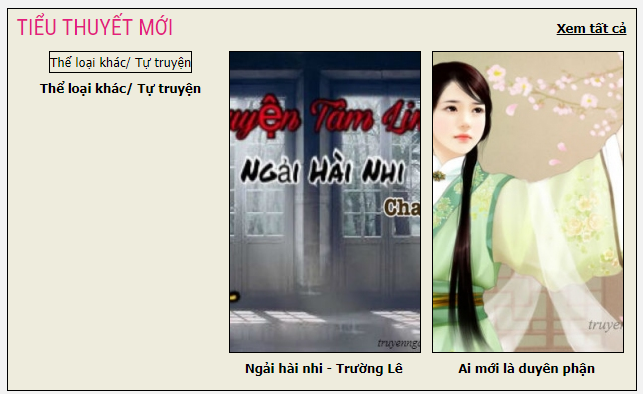 TIỂU THUYẾT MỚI
Xem tất cả
Thể loại khác/ Tự truyện
Thể loại khác/ Tự truyện
NGẢI HÀI NHI
Cha
Ngải hài nhi - Trường Lê
Ai mới là duyên phận